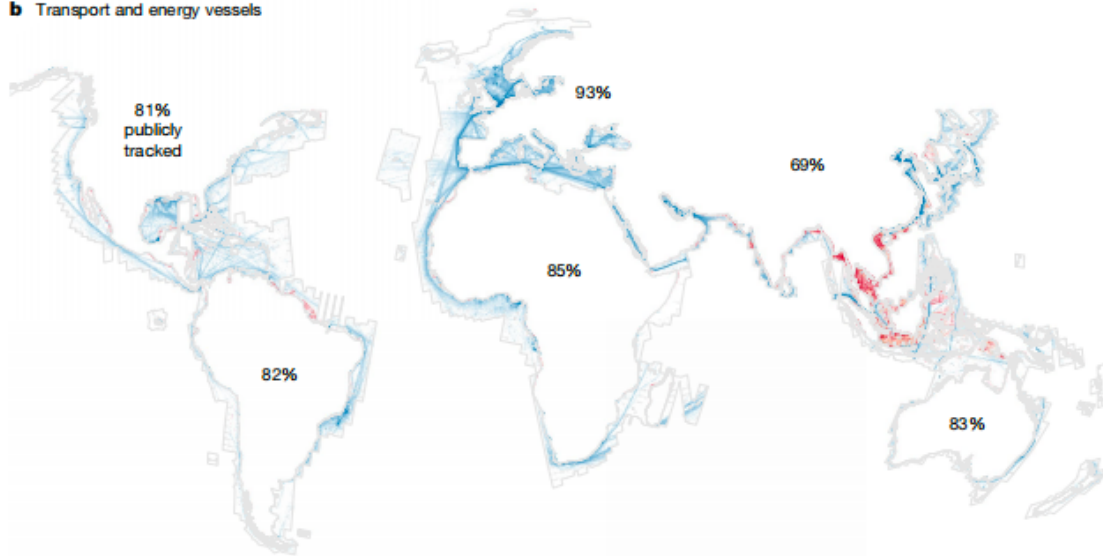 b Transport and energy vessels
81%
publicly
tracked
93%
69%
85%
82%
83%